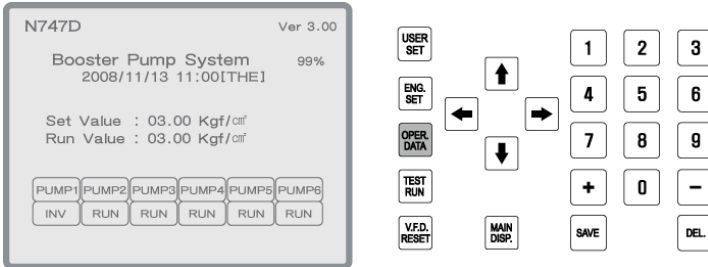 N747D Ver 3.00
Booster Pump System 99%
2008/11/13 11:00[THE]
Set Value : 03.00 Kgf/㎠
Run Value : 03.00 Kgf/㎠
PUMP1 PUMP2 PUMP3 PUMP4 PUMP5 PUMP6
INV RUN RUN RUN RUN RUN
USER
SET
ENG.
SET
OPER.
DATA
TEST
RUN
V.F.D.
RESET
MAIN
DISP.
1 2 3
4 5 6
7 8 9
+ 0 −
SAVE DEL.